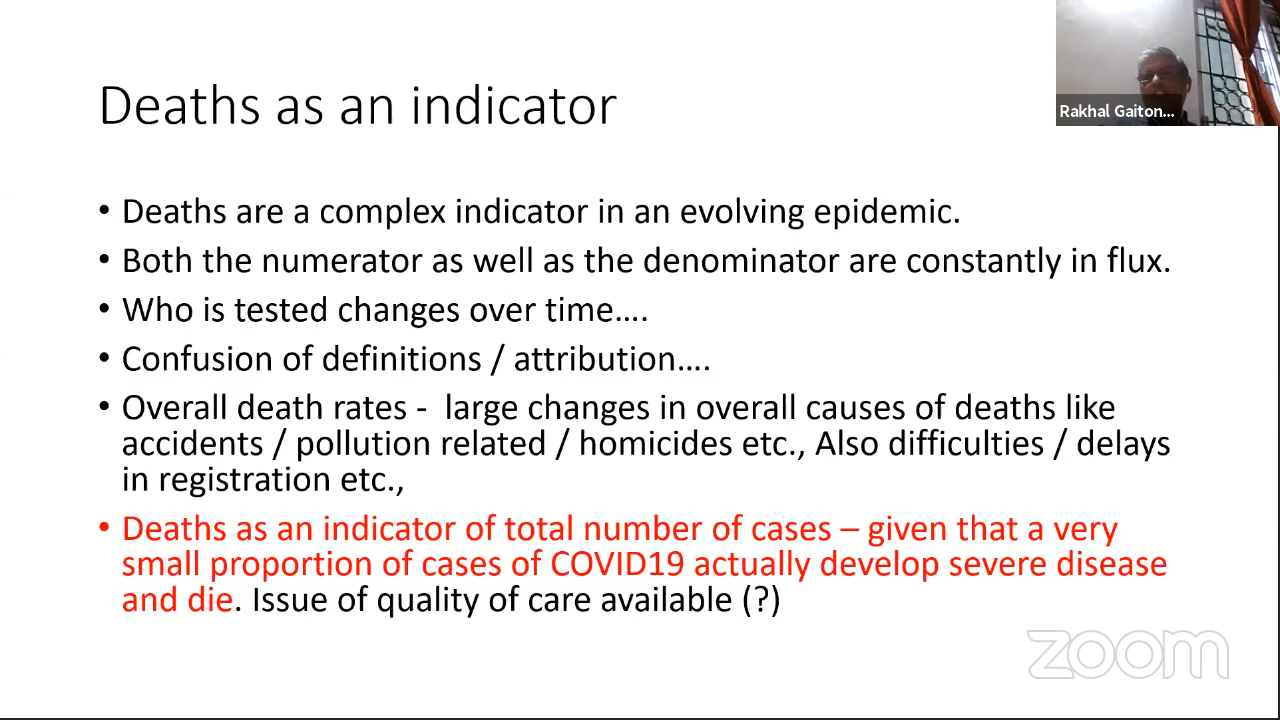 Deaths as an indicator
Rakhal Gaiton...
• Deaths are a complex indicator in an evolving epidemic.
• Both the numerator as well as the denominator are constantly in flux.
• Who is tested changes over time....
• Confusion of definitions / attribution....
• Overall death rates -  large changes in overall causes of deaths like
accidents / pollution related / homicides etc., Also difficulties / delays
in registration etc.,
• Deaths as an indicator of total number of cases – given that a very
small proportion of cases of COVID19 actually develop severe disease
and die. Issue of quality of care available (?)
zoom